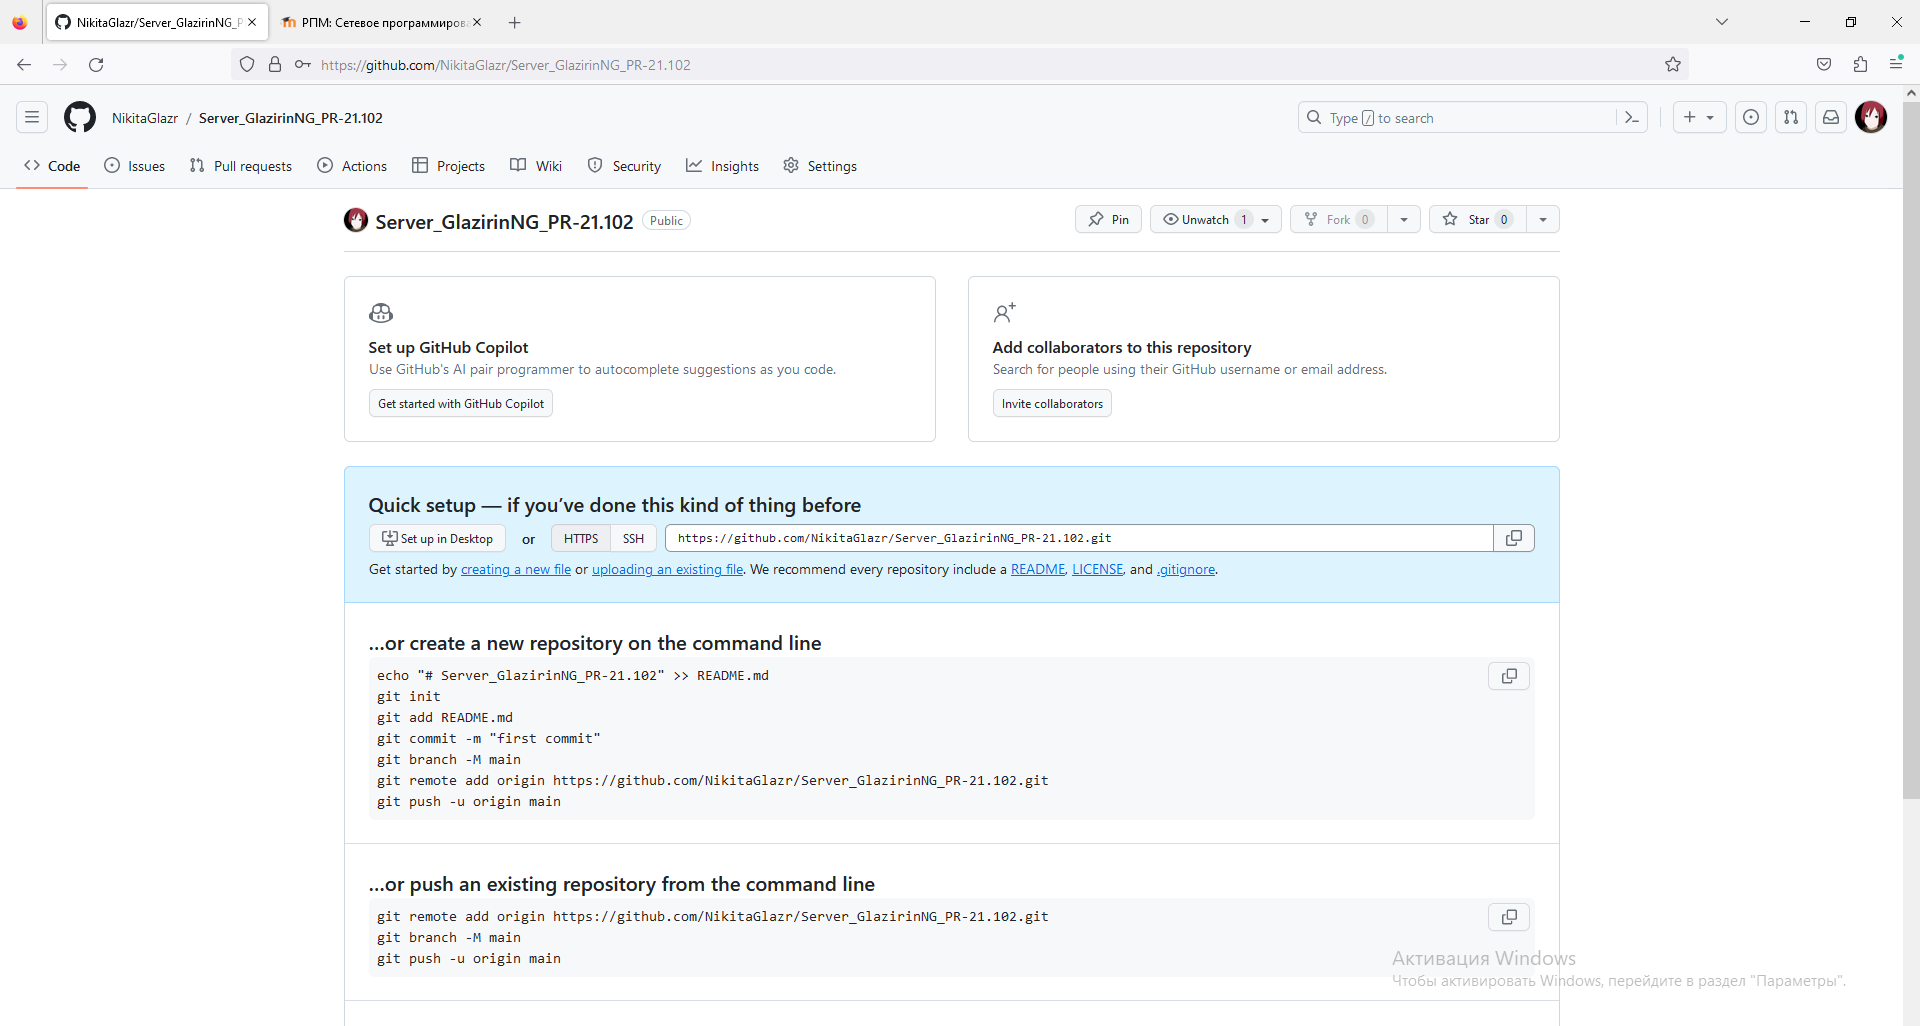 NikitaGlazr/Server_GlazirinNG_P
РПМ: Сетевое программиров
https://github.com/NikitaGlazr/Server_GlazirinNG_PR-21.102
NikitaGlazr / Server_GlazirinNG_PR-21.102
Type / to search
Code
Issues
Pull requests
Actions
Projects
Wiki
Security
Insights
Settings
Server_GlazirinNG_PR-21.102 Public
Pin
Unwatch 1
Fork 0
Star 0
Set up GitHub Copilot
Use GitHub's AI pair programmer to autocomplete suggestions as you code.
Get started with GitHub Copilot
Add collaborators to this repository
Search for people using their GitHub username or email address.
Invite collaborators
Quick setup — if you’ve done this kind of thing before
Set up in Desktop or HTTPS SSH https://github.com/NikitaGlazr/Server_GlazirinNG_PR-21.102.git
Get started by creating a new file or uploading an existing file. We recommend every repository include a README, LICENSE, and .gitignore.
…or create a new repository on the command line
echo "# Server_GlazirinNG_PR-21.102" >> README.md
git init
git add README.md
git commit -m "first commit"
git branch -M main
git remote add origin https://github.com/NikitaGlazr/Server_GlazirinNG_PR-21.102.git
git push -u origin main
…or push an existing repository from the command line
git remote add origin https://github.com/NikitaGlazr/Server_GlazirinNG_PR-21.102.git
git branch -M main
git push -u origin main
Активация Windows
Чтобы активировать Windows, перейдите в раздел "Параметры".